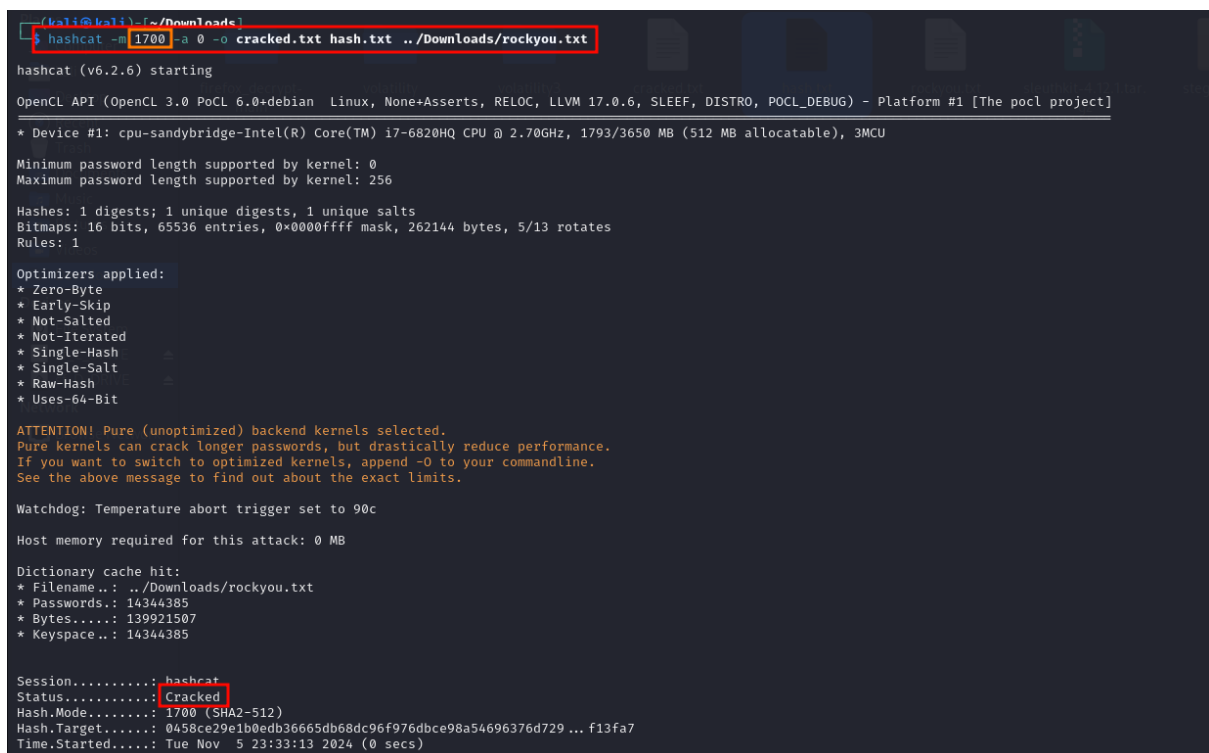 (kali㉿kali)-[~/Downloads]
$ hashcat -m 1700 -a 0 -o cracked.txt hash.txt ../Downloads/rockyou.txt
hashcat (v6.2.6) starting
OpenCL API (OpenCL 3.0 PoCL 6.0+debian  Linux, None+Asserts, RELOC, LLVM 17.0.6, SLEEF, DISTRO, POCL_DEBUG) - Platform #1 [The pocl project]
* Device #1: cpu-sandybridge-Intel(R) Core(TM) i7-6820HQ CPU @ 2.70GHz, 1793/3650 MB (512 MB allocatable), 3MCU
Minimum password length supported by kernel: 0
Maximum password length supported by kernel: 256
Hashes: 1 digests; 1 unique digests, 1 unique salts
Bitmaps: 16 bits, 65536 entries, 0x0000ffff mask, 262144 bytes, 5/13 rotates
Rules: 1
Optimizers applied:
* Zero-Byte
* Early-Skip
* Not-Salted
* Not-Iterated
* Single-Hash
* Single-Salt
* Raw-Hash
* Uses-64-Bit
ATTENTION! Pure (unoptimized) backend kernels selected.
Pure kernels can crack longer passwords, but drastically reduce performance.
If you want to switch to optimized kernels, append -O to your commandline.
See the above message to find out about the exact limits.
Watchdog: Temperature abort trigger set to 90c
Host memory required for this attack: 0 MB
Dictionary cache hit:
* Filename..: ../Downloads/rockyou.txt
* Passwords.: 14344385
* Bytes.....: 139921507
* Keyspace..: 14344385
Session..........: hashcat
Status...........: Cracked
Hash.Mode........: 1700 (SHA2-512)
Hash.Target......: 0458ce29e1b0edb36665db68dc96f976dbce98a54696376d729...f13fa7
Time.Started.....: Tue Nov  5 23:33:13 2024 (0 secs)